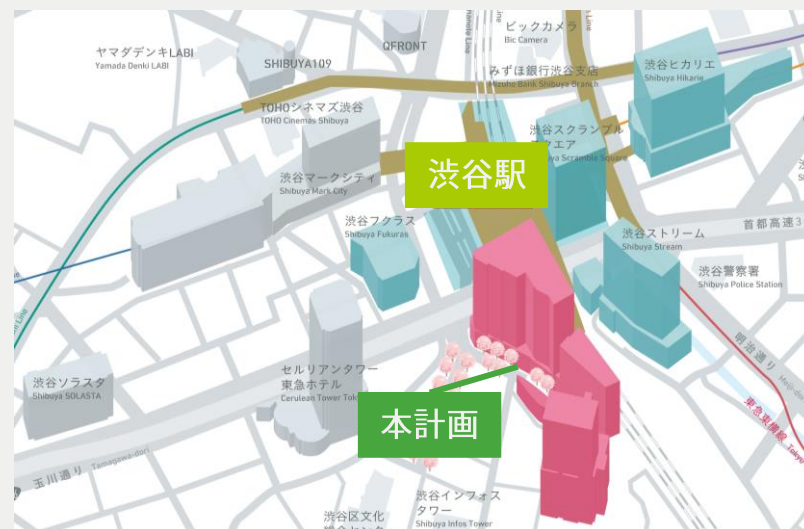 ビックカメラ
Bic Camera
QFRONT
ヤマダデンキLABI
Yamada Denki LABI
SHIBUYA109
みずほ銀行渋谷支店
Mizuho Bank Shibuya Branch
渋谷ヒカリエ
Shibuya Hikarie
TOHOシネマズ渋谷
TOHO Cinemas Shibuya
渋谷スクランブル
スクエア
Shibuya Scramble Square
渋谷駅
渋谷マークシティ
Shibuya Mark City
渋谷フクラス
Shibuya Fukuras
渋谷ストリーム
Shibuya Stream
首都高速3
渋谷警察署
Shibuya Police Station
セルリアンタワー
東急ホテル
Cerulean Tower
渋谷ソラスタ
Shibuya SOLASTA
明治通り
東急東横線
本計画
玉川通り Tamagawa-dori
渋谷インフォス
タワー
Shibuya Infos Tower
渋谷区文化